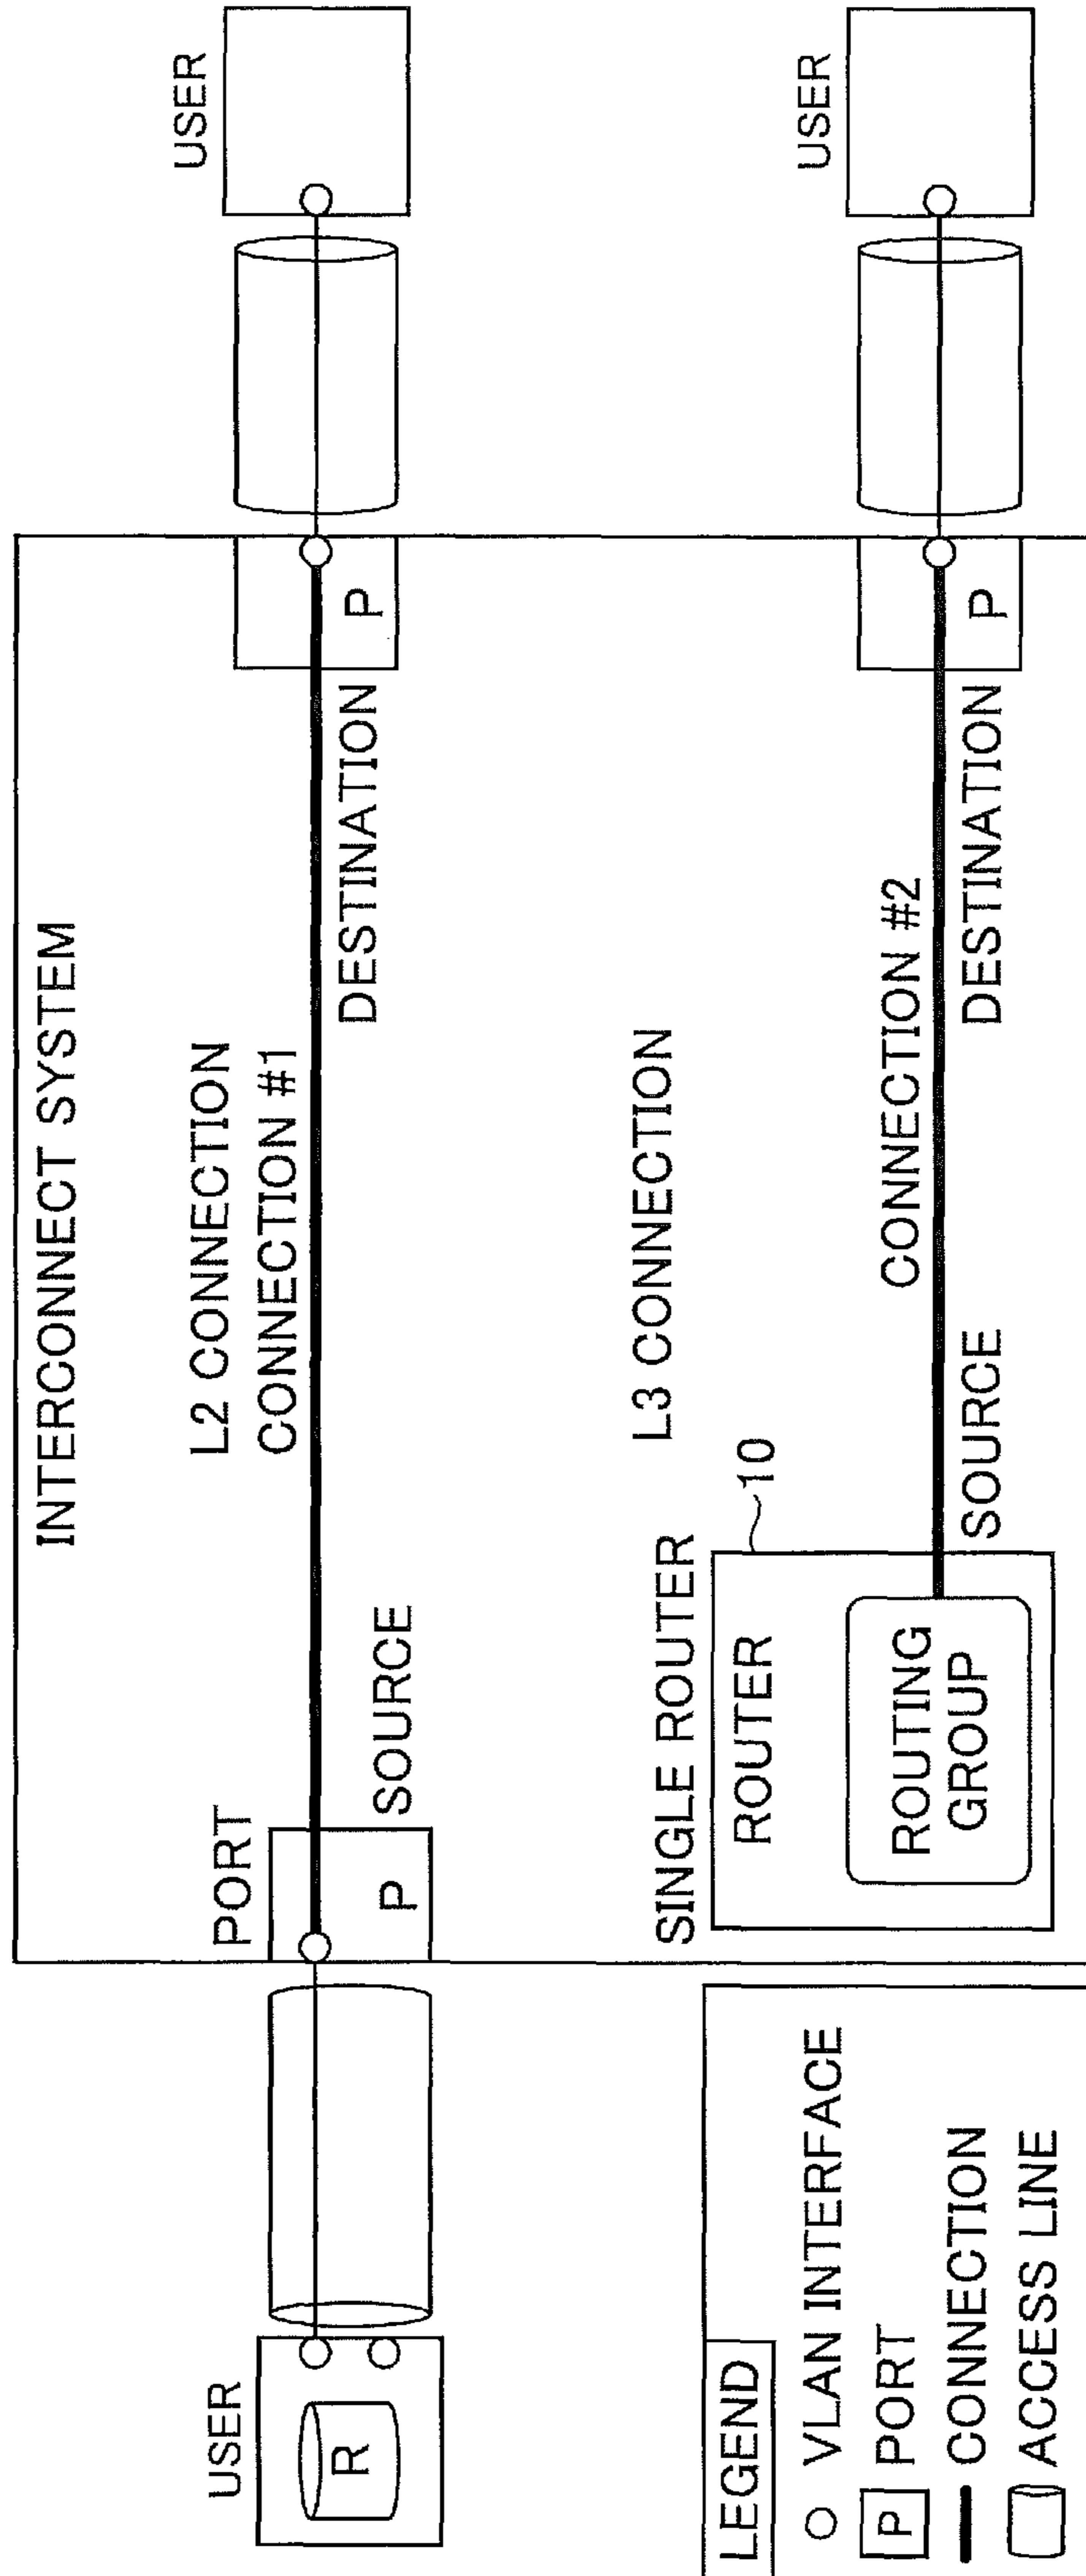 INTERCONNECT SYSTEM
USER
R
PORT
P
SOURCE
L2 CONNECTION
CONNECTION #1
DESTINATION
P
USER
SINGLE ROUTER
10
ROUTER
ROUTING
GROUP
SOURCE
L3 CONNECTION
CONNECTION #2
DESTINATION
P
USER
LEGEND
VLAN INTERFACE
P PORT
CONNECTION
ACCESS LINE